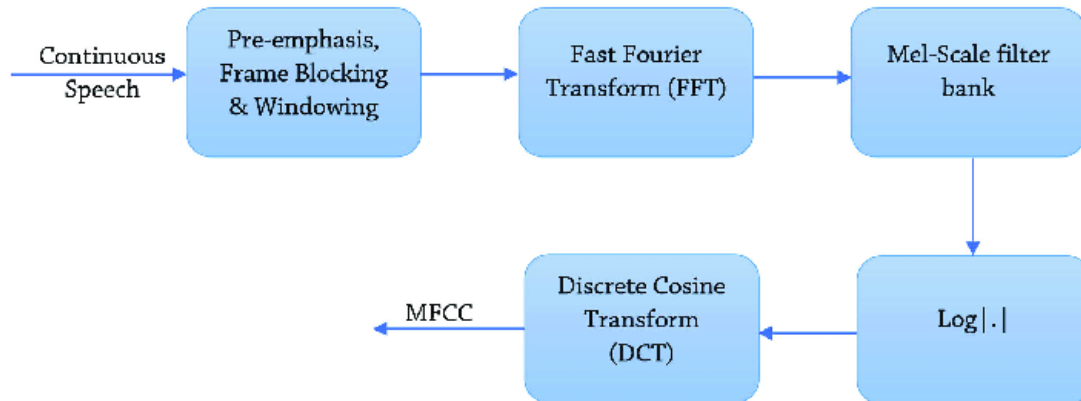 Continuous
Speech
Pre-emphasis,
Frame Blocking
& Windowing
Fast Fourier
Transform (FFT)
Mel-Scale filter
bank
Log|.|
Discrete Cosine
Transform
(DCT)
MFCC